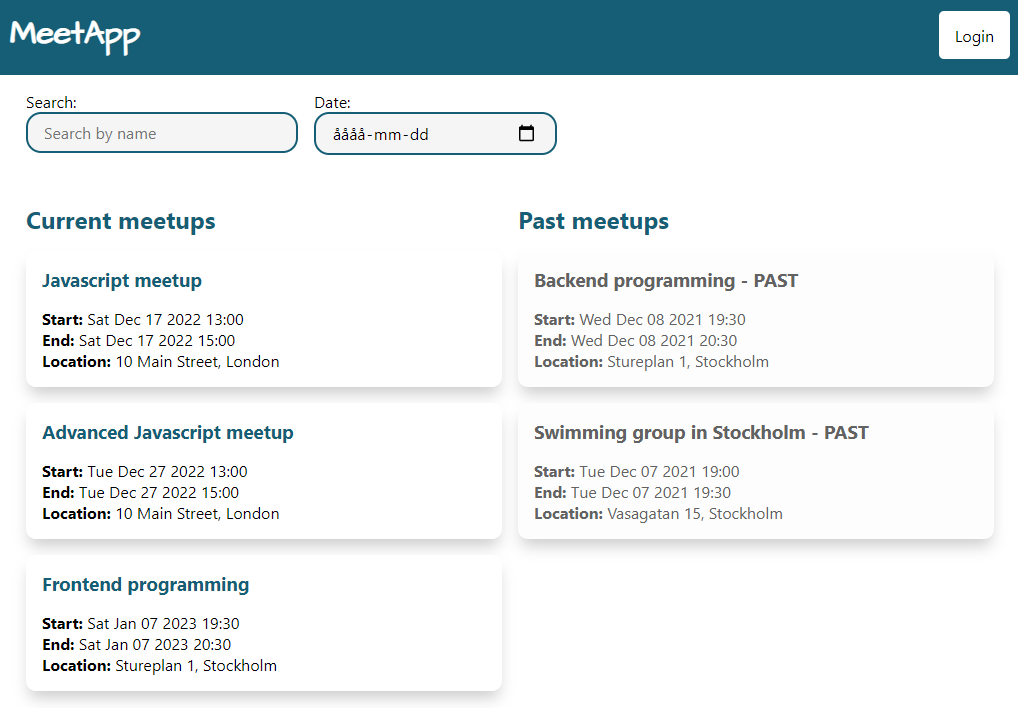 MeetApp
Login
Search:
Search by name
Date:
åååå-mm-dd
Current meetups
Javascript meetup
Start: Sat Dec 17 2022 13:00
End: Sat Dec 17 2022 15:00
Location: 10 Main Street, London
Advanced Javascript meetup
Start: Tue Dec 27 2022 13:00
End: Tue Dec 27 2022 15:00
Location: 10 Main Street, London
Frontend programming
Start: Sat Jan 07 2023 19:30
End: Sat Jan 07 2023 20:30
Location: Stureplan 1, Stockholm
Past meetups
Backend programming - PAST
Start: Wed Dec 08 2021 19:30
End: Wed Dec 08 2021 20:30
Location: Stureplan 1, Stockholm
Swimming group in Stockholm - PAST
Start: Tue Dec 07 2021 19:00
End: Tue Dec 07 2021 19:30
Location: Vasagatan 15, Stockholm